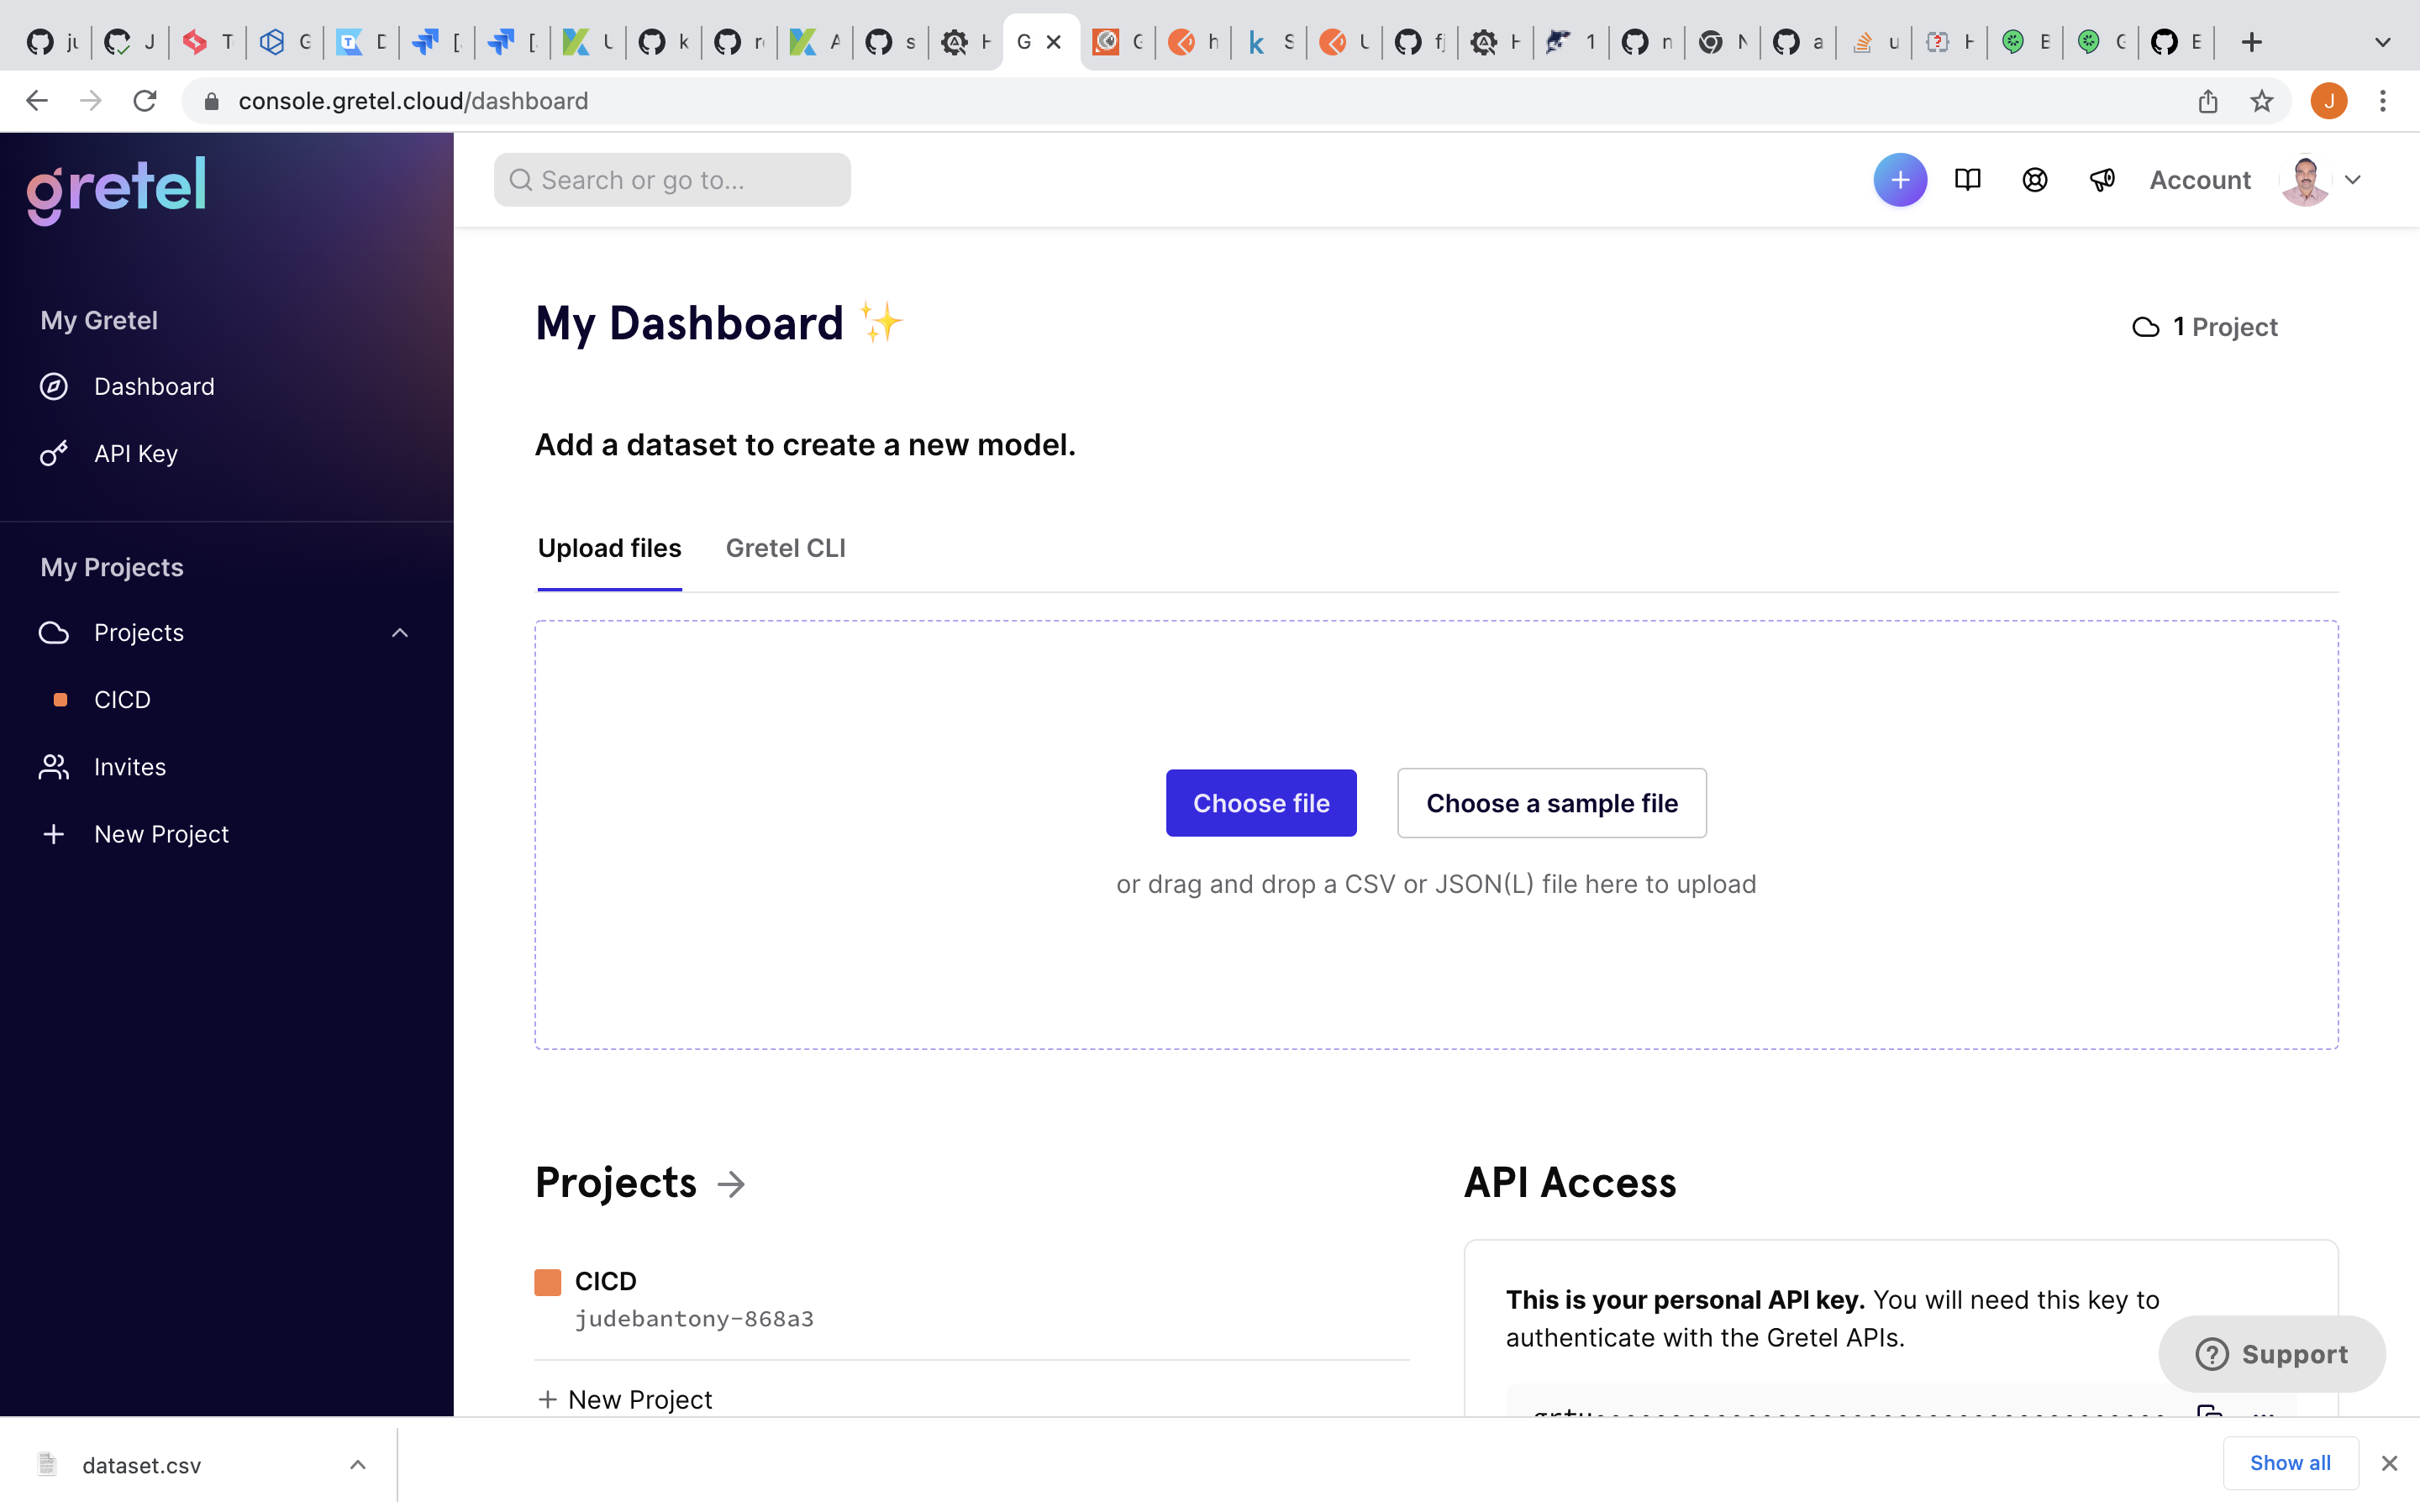 console.gretel.cloud/dashboard
J
gretel
Search or go to...
Account
My Gretel
Dashboard
API Key
My Projects
Projects
CICD
Invites
New Project
My Dashboard ✨
1 Project
Add a dataset to create a new model.
Upload files
Gretel CLI
Choose file
Choose a sample file
or drag and drop a CSV or JSON(L) file here to upload
Projects →
CICD
judebantony-868a3
+ New Project
API Access
This is your personal API key. You will need this key to
authenticate with the Gretel APIs.
Support
dataset.csv
Show all